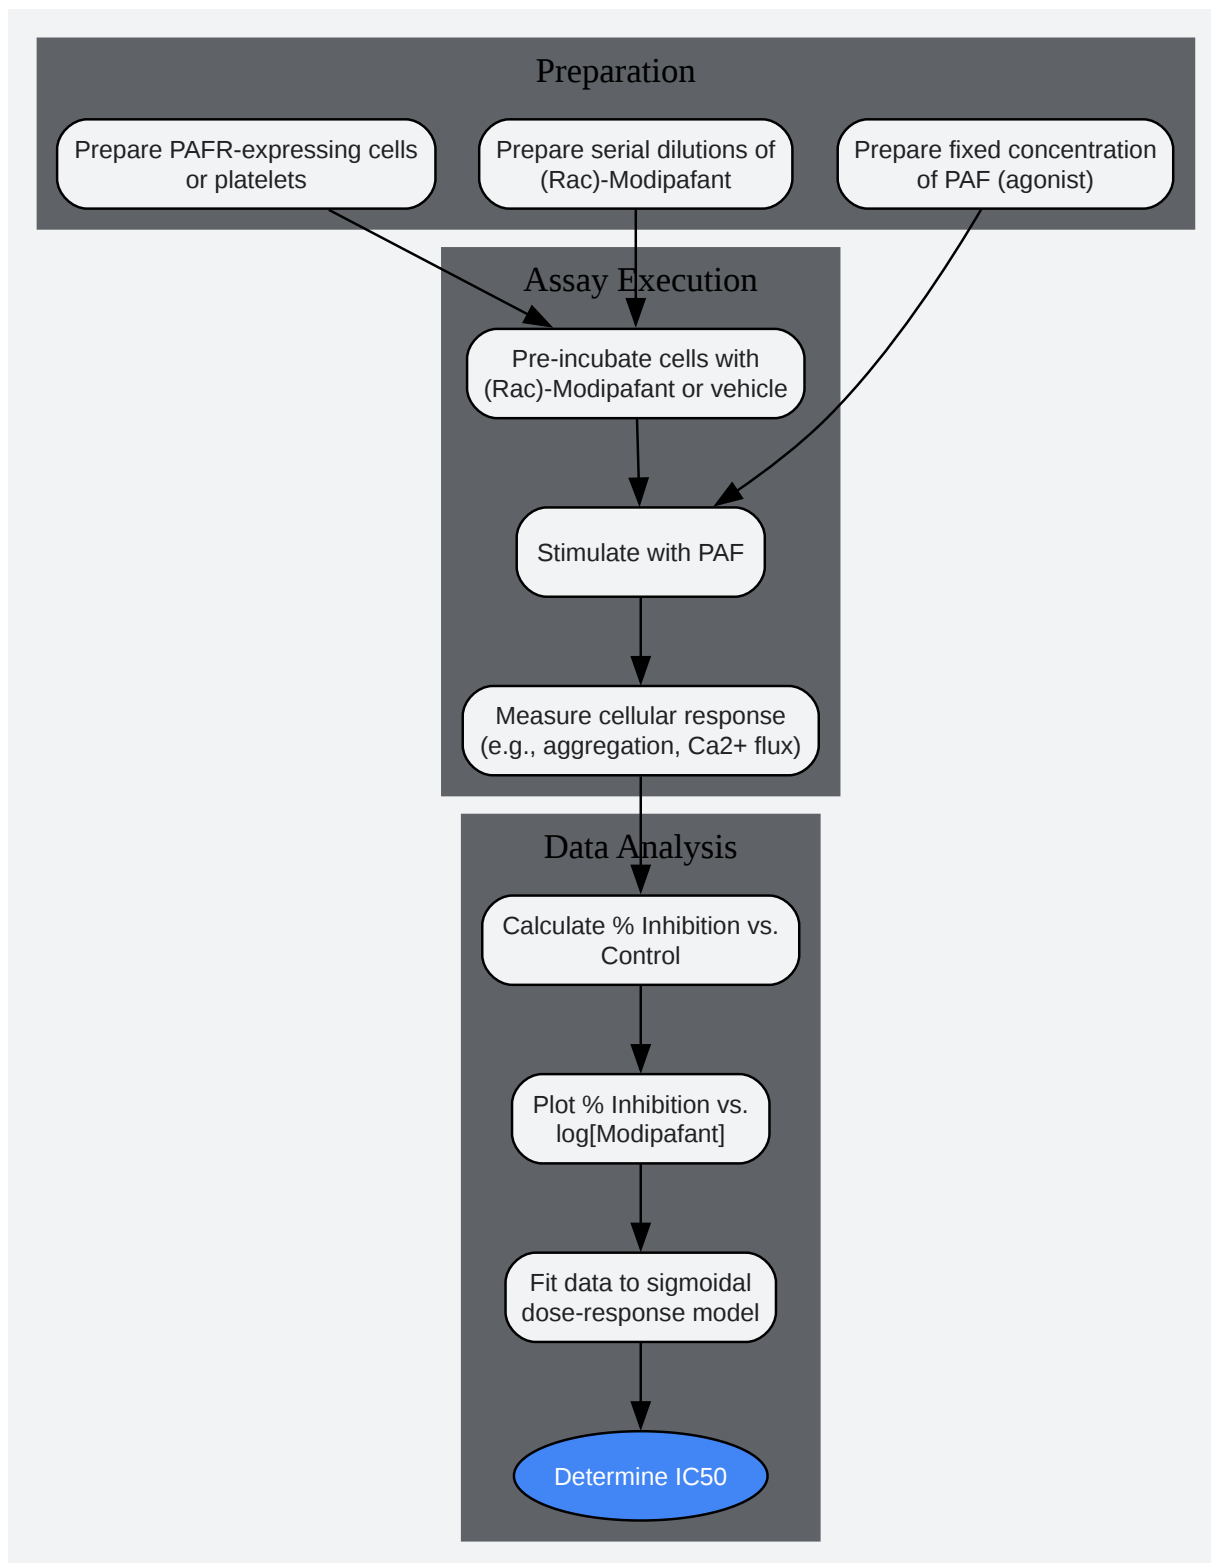 Preparation
Prepare PAFR-expressing cells
or platelets
Prepare serial dilutions of
(Rac)-Modipafant
Prepare fixed concentration
of PAF (agonist)
Assay Execution
Pre-incubate cells with
(Rac)-Modipafant or vehicle
Stimulate with PAF
Measure cellular response
(e.g., aggregation, Ca2+ flux)
Data Analysis
Calculate % Inhibition vs.
Control
Plot % Inhibition vs.
log[Modipafant]
Fit data to sigmoidal
dose-response model
Determine IC50